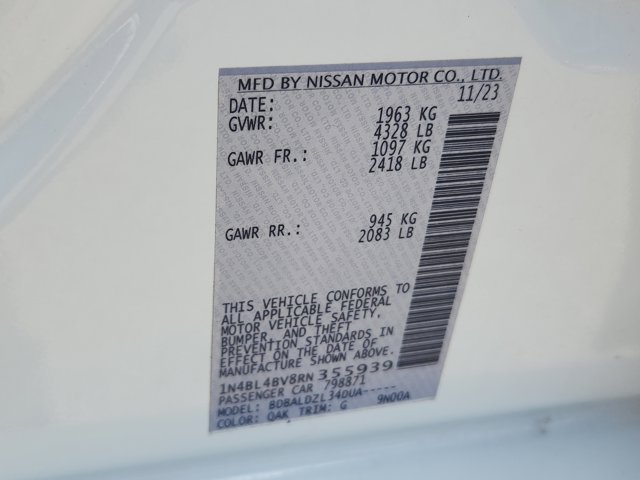 MFD BY NISSAN MOTOR CO., LTD.
DATE: 11/23
GVWR: 1963 KG
4328 LB
GAWR FR.: 1097 KG
2418 LB
GAWR RR.: 945 KG
2083 LB
THIS VEHICLE CONFORMS TO
ALL APPLICABLE FEDERAL
MOTOR VEHICLE SAFETY,
BUMPER, AND THEFT
PREVENTION STANDARDS IN
EFFECT ON THE DATE OF
MANUFACTURE SHOWN ABOVE.
1N4BL4BV8RN355939
PASSENGER CAR 798871
MODEL: BDBALDZL34DUA-----
COLOR: QAK TRIM: G 9N00A